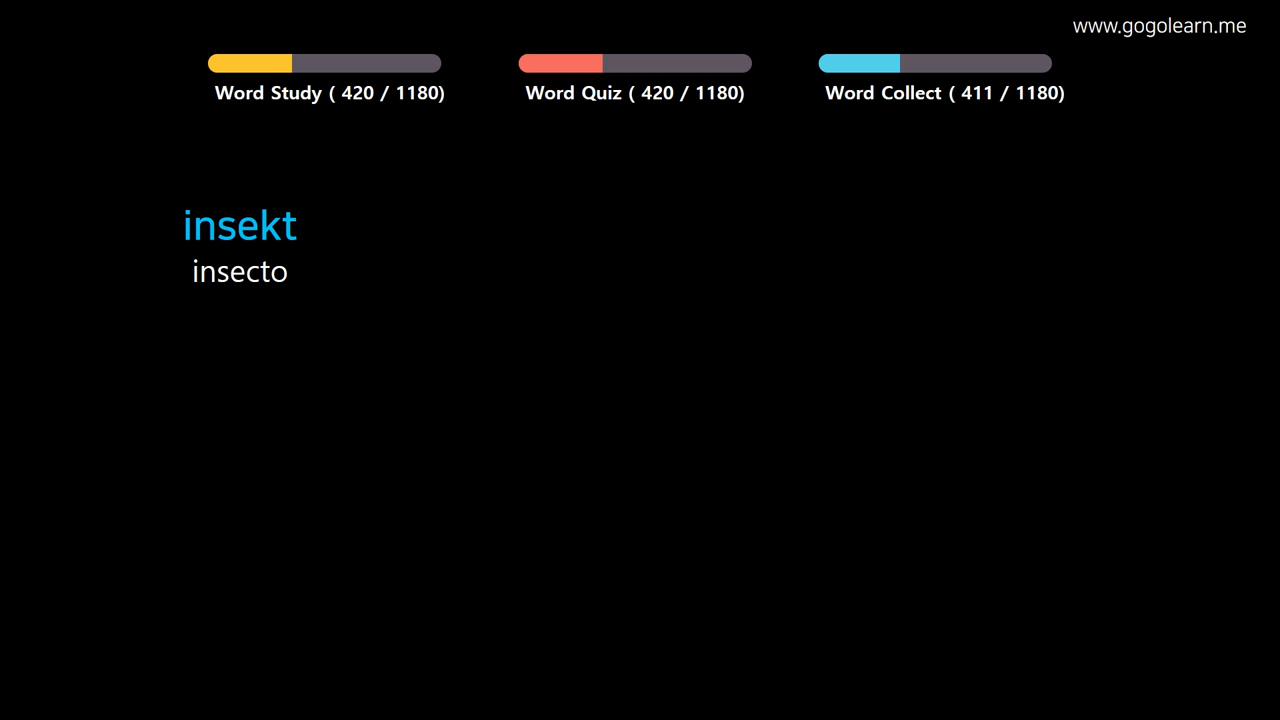 www.gogolearn.me
Word Study ( 420 / 1180)
Word Quiz ( 420 / 1180)
Word Collect ( 411 / 1180)
insekt
insecto